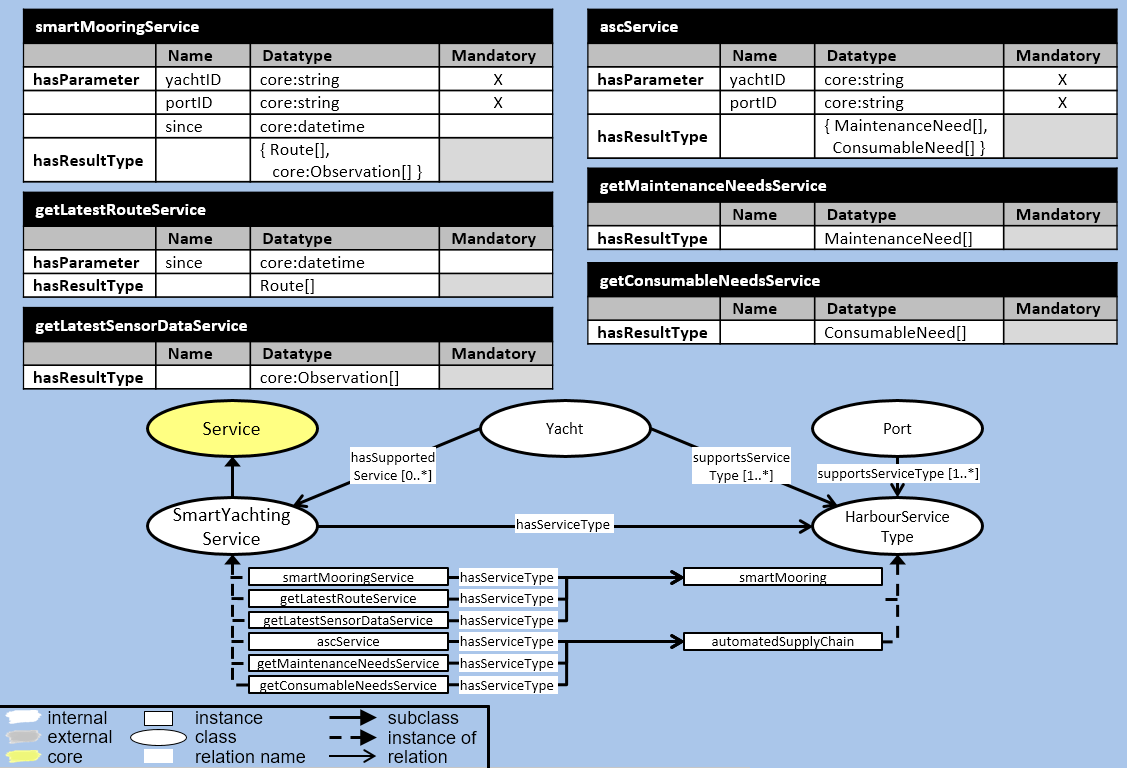 smartMooringService
Name Datatype Mandatory
hasParameter yachtID core:string X
portID core:string X
since core:datetime
hasResultType { Route[],
core:Observation[] }
getLatestRouteService
Name Datatype Mandatory
hasParameter since core:datetime
hasResultType Route[]
getLatestSensorDataService
Name Datatype Mandatory
hasResultType core:Observation[]
ascService
Name Datatype Mandatory
hasParameter yachtID core:string X
portID core:string X
hasResultType { MaintenanceNeed[],
ConsumableNeed[] }
getMaintenanceNeedsService
Name Datatype Mandatory
hasResultType MaintenanceNeed[]
getConsumableNeedsService
Name Datatype Mandatory
hasResultType ConsumableNeed[]
Service
Yacht
Port
hasSupported
Service [0..*]
supportsService
Type [1..*]
supportsServiceType [1..*]
SmartYachting
Service
hasServiceType
HarbourService
Type
smartMooringService hasServiceType smartMooring
getLatestRouteService hasServiceType
getLatestSensorDataService hasServiceType
ascService hasServiceType automatedSupplyChain
getMaintenanceNeedsService hasServiceType
getConsumableNeedsService hasServiceType
internal instance subclass
external class instance of
core relation name relation